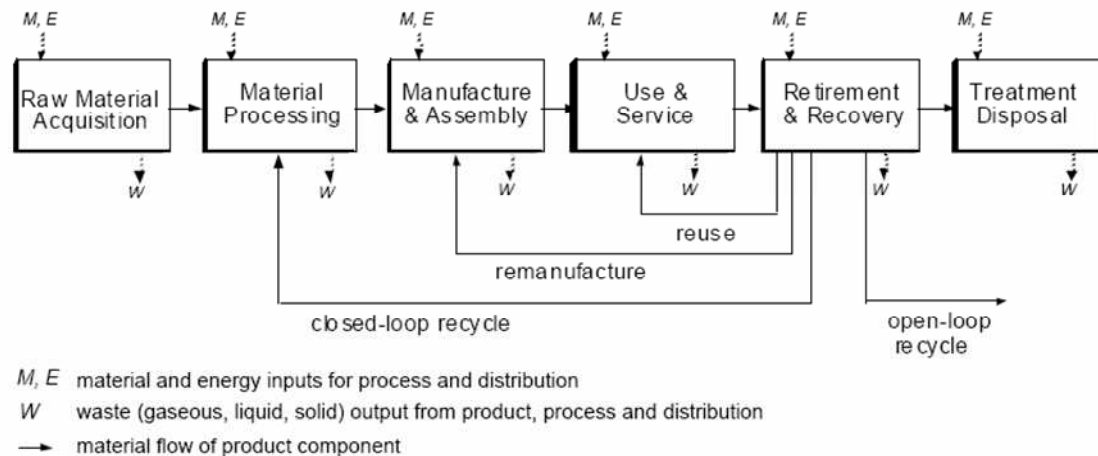 M, E
M, E
M, E
M, E
M, E
M, E
Raw Material
Acquisition
Material
Processing
Manufacture
& Assembly
Use &
Service
Retirement
& Recovery
Treatment
Disposal
W
W
W
W
W
W
reuse
remanufacture
closed-loop recycle
open-loop
recycle
M, E material and energy inputs for process and distribution
W waste (gaseous, liquid, solid) output from product, process and distribution
material flow of product component